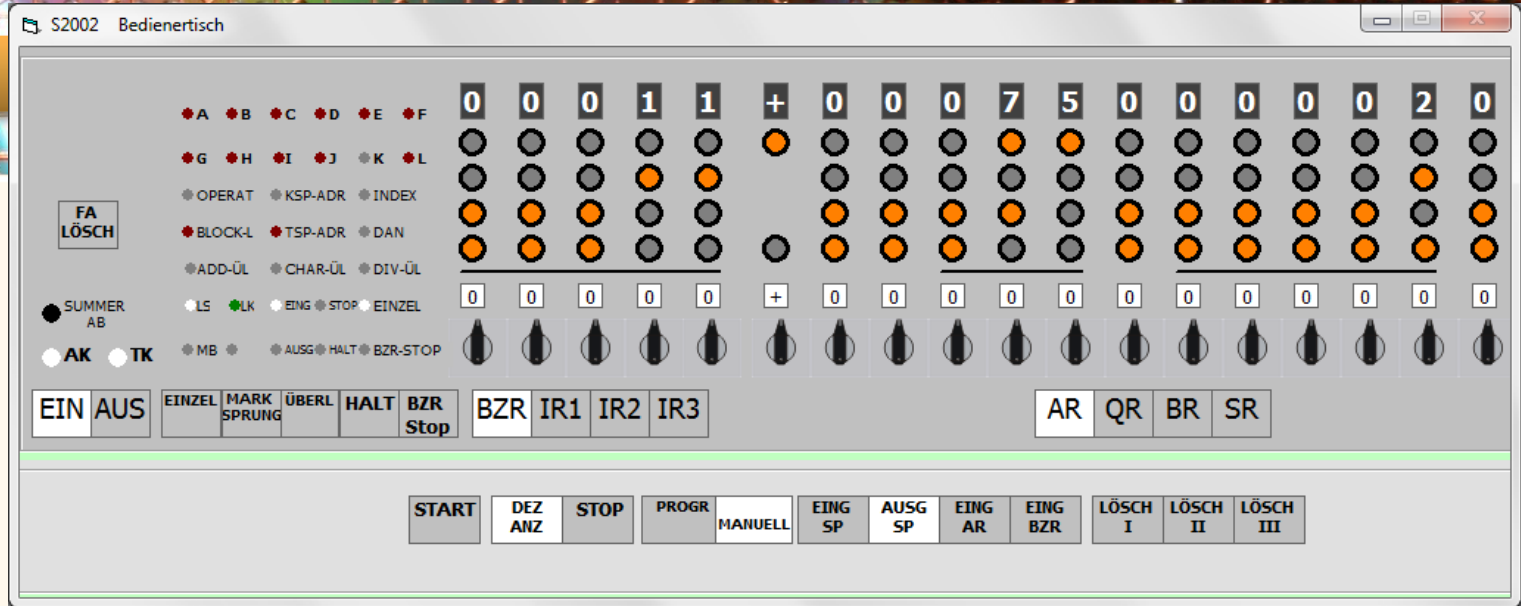 S2002 Bedienertisch
0 0 0 1 1 + 0 0 0 7 5 0 0 0 0 0 2 0
A B C D E F
G H I J K L
OPERAT KSP-ADR INDEX
FA
LÖSCH
BLOCK-L TSP-ADR DAN
ADD-ÜL CHAR-ÜL DIV-ÜL
0 0 0 0 0 + 0 0 0 0 0 0 0 0 0 0 0 0
SUMMER
AB
LS LK EING STOP EINZEL
AK TK
MB AUSG HALT BZR-STOP
EIN AUS
EINZEL
MARK
SPRUNG
ÜBERL
HALT
BZR
Stop
BZR IR1 IR2 IR3
AR QR BR SR
START
DEZ
ANZ
STOP
PROGR
MANUELL
EING
SP
AUSG
SP
EING
AR
EING
BZR
LÖSCH
I
LÖSCH
II
LÖSCH
III